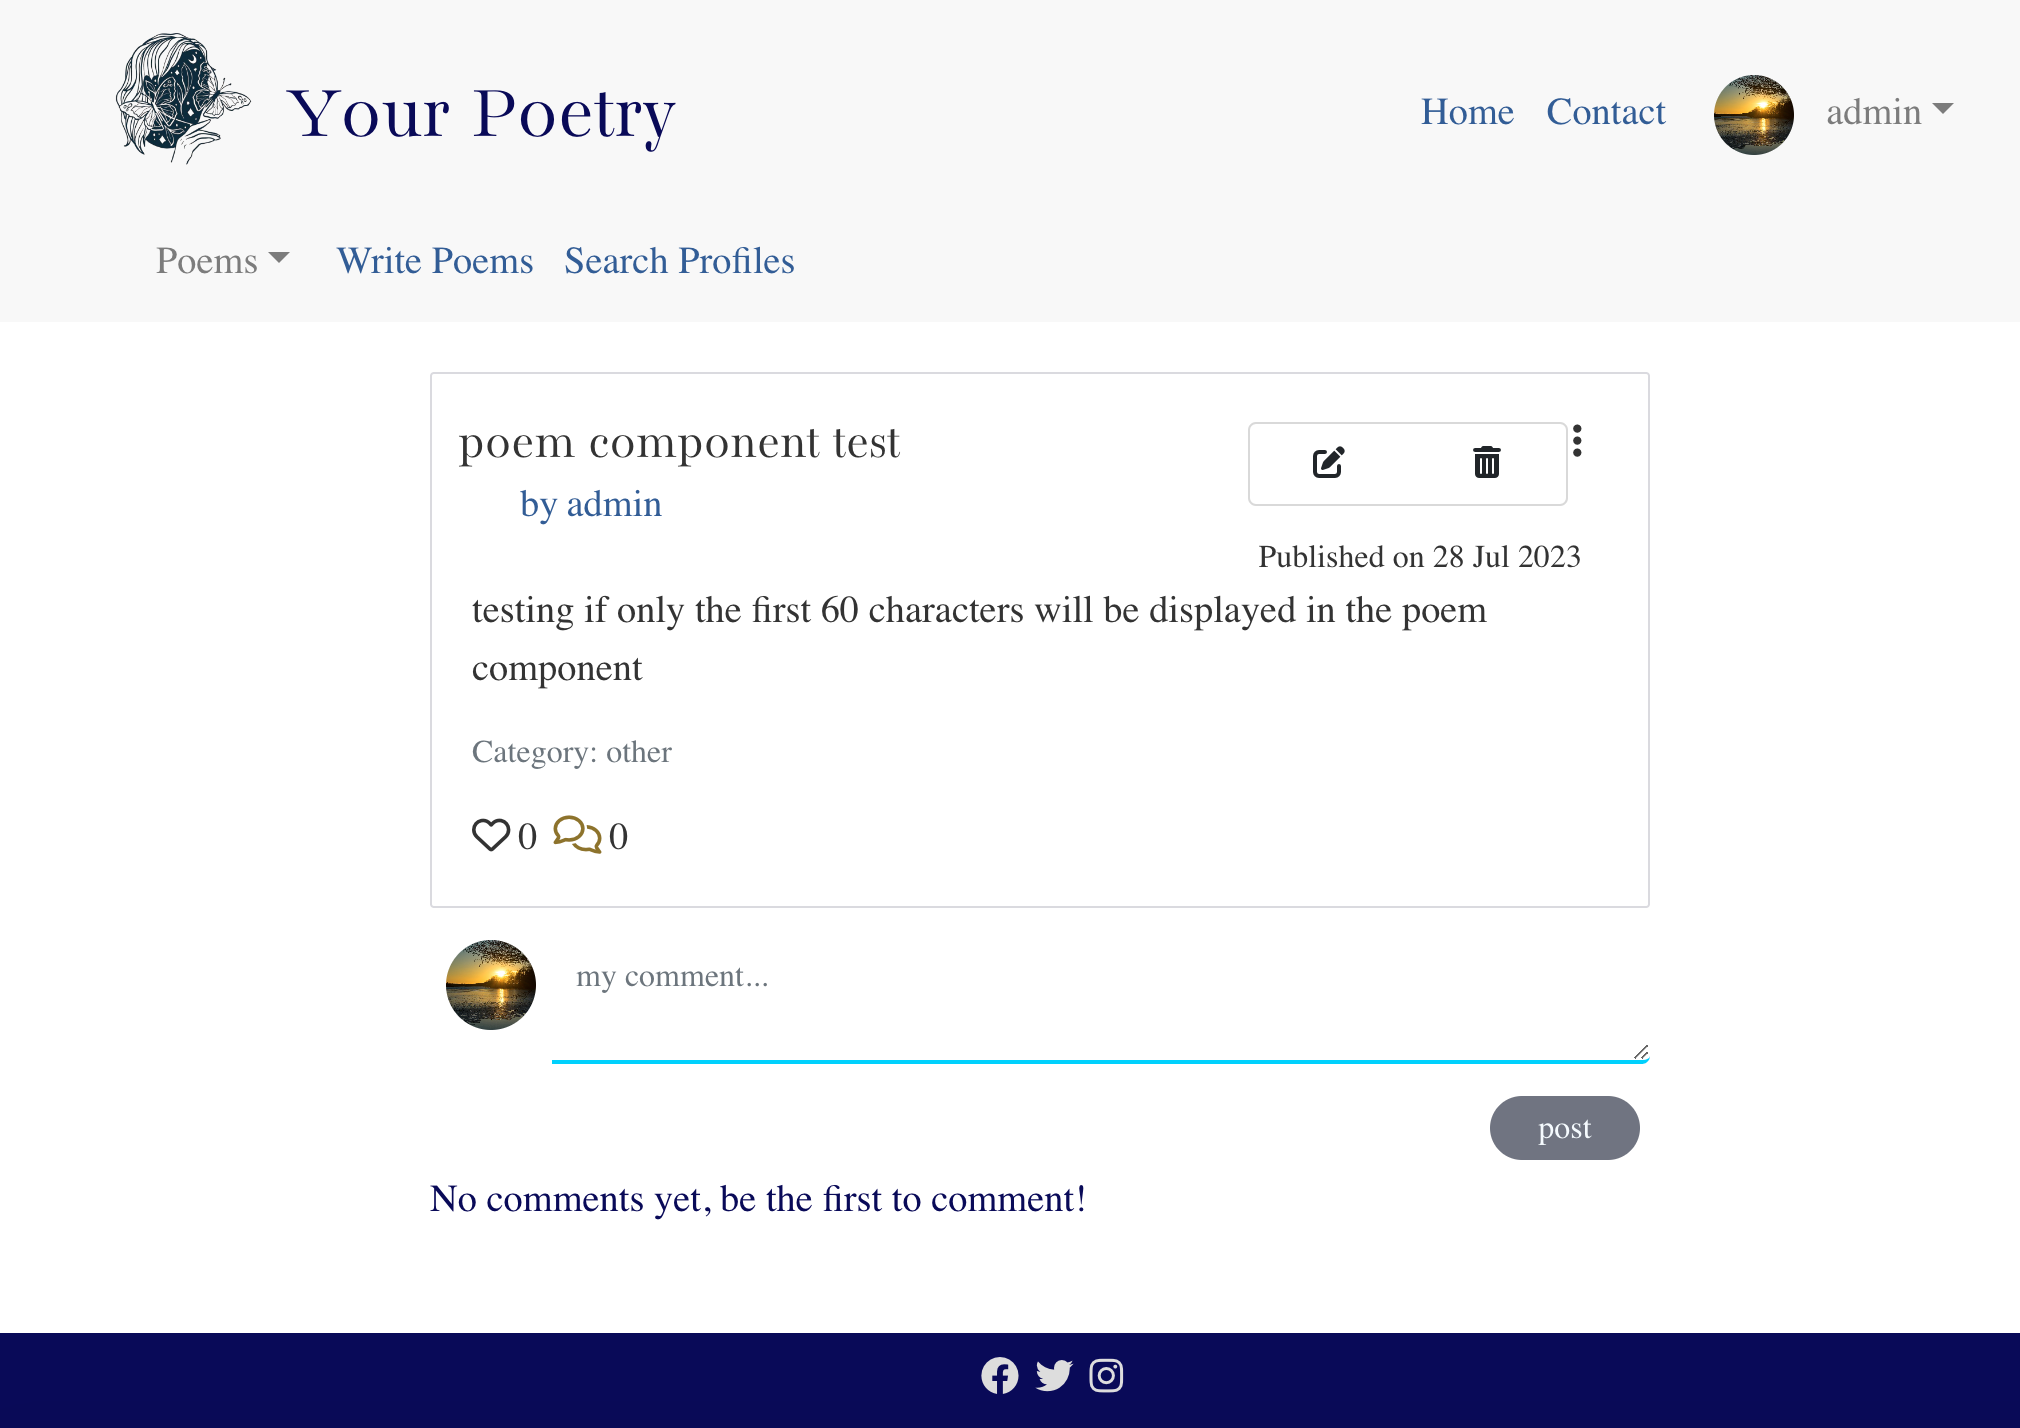 Your Poetry
Home Contact admin
Poems Write Poems Search Profiles
poem component test
by admin
Published on 28 Jul 2023
testing if only the first 60 characters will be displayed in the poem
component
Category: other
0 0
my comment...
post
No comments yet, be the first to comment!